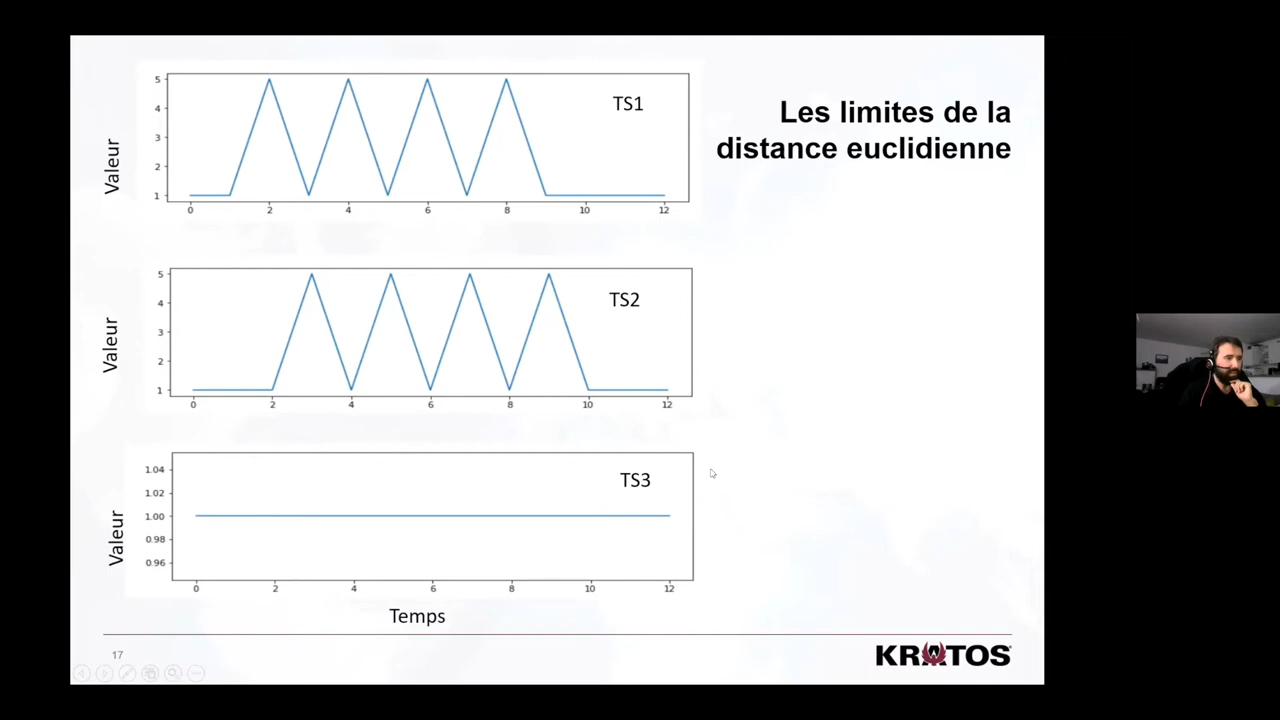 Les limites de la
distance euclidienne
Valeur
5
4
3
2
1
TS1
0 2 4 6 8 10 12
Valeur
5
4
3
2
1
TS2
0 2 4 6 8 10 12
Valeur
1.04
1.02
1.00
0.98
0.96
TS3
0 2 4 6 8 10 12
Temps
17
KRATOS